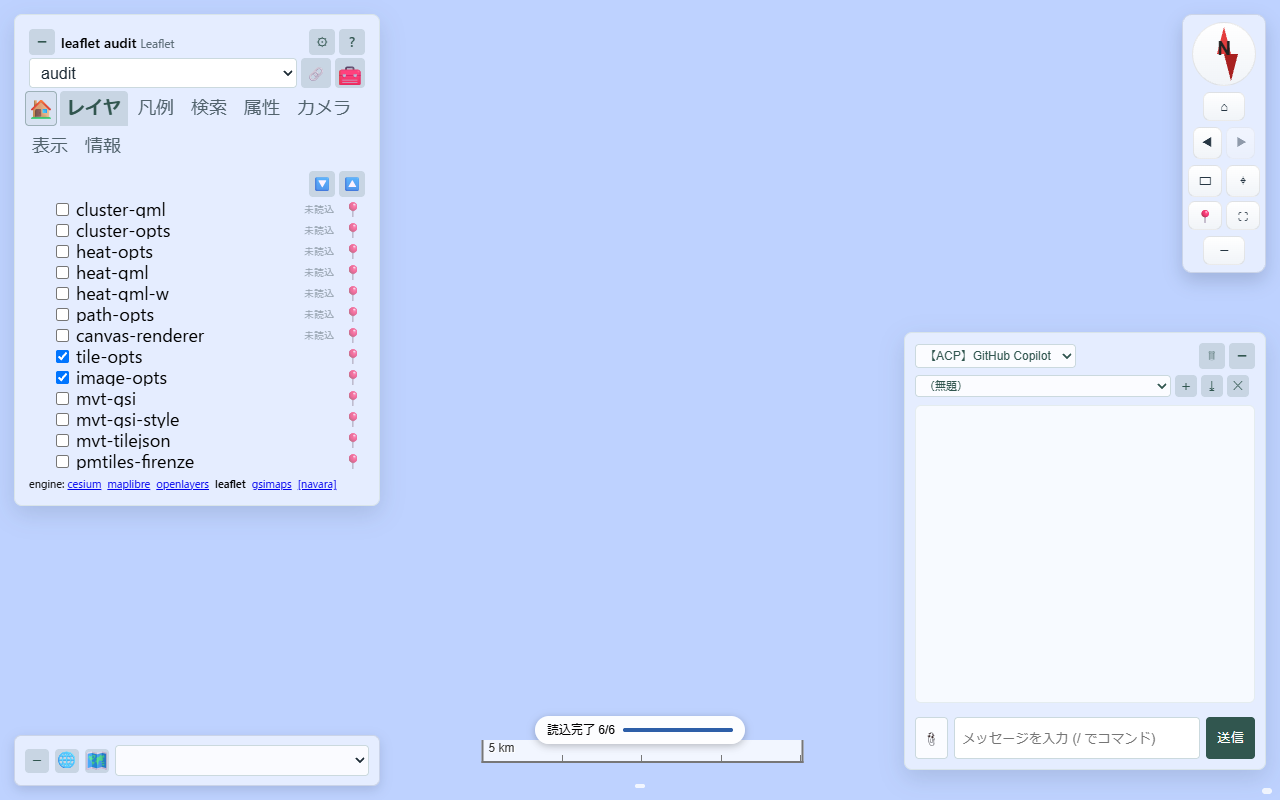 − leaflet audit Leaflet ⚙ ?
audit
レイヤ 凡例 検索 属性 カメラ
表示 情報
cluster-qml 未読込
cluster-opts 未読込
heat-opts 未読込
heat-qml 未読込
heat-qml-w 未読込
path-opts 未読込
canvas-renderer 未読込
tile-opts
image-opts
mvt-gsi
mvt-gsi-style
mvt-tilejson
pmtiles-firenze
engine: cesium maplibre openlayers leaflet gsimaps [navara]
N
【ACP】GitHub Copilot
（無題）
メッセージを入力 (/ でコマンド) 送信
読込完了 6/6
5 km